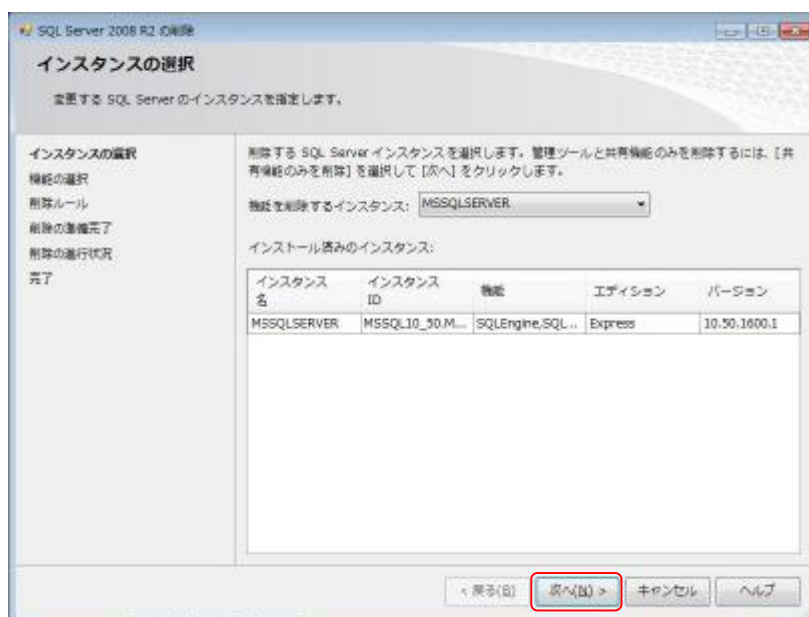 SQL Server 2008 R2 の削除
インスタンスの選択
変更する SQL Server のインスタンスを指定します。
インスタンスの選択
機能の選択
削除ルール
削除の準備完了
削除の進行状況
完了
削除する SQL Server インスタンスを選択します。管理ツールと共有機能のみを削除するには、[共
有機能のみを削除] を選択して [次へ] をクリックします。
機能を削除するインスタンス: MSSQLSERVER
インストール済みのインスタンス:
インスタンス名 インスタンス ID 機能 エディション バージョン
MSSQLSERVER MSSQL10_50.M... SQLEngine,SQL... Express 10.50.1600.1
< 戻る(B) 次へ(N) > キャンセル ヘルプ